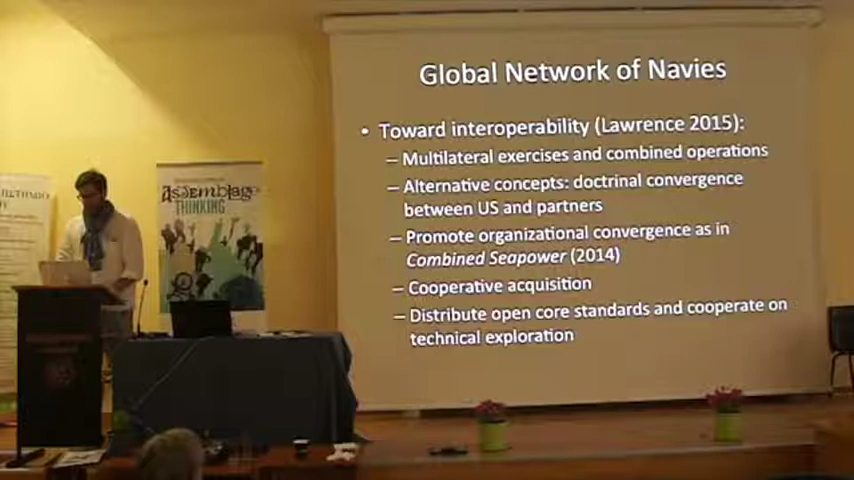 Global Network of Navies
• Toward interoperability (Lawrence 2015):
– Multilateral exercises and combined operations
– Alternative concepts: doctrinal convergence
between US and partners
– Promote organizational convergence as in
Combined Seapower (2014)
– Cooperative acquisition
– Distribute open core standards and cooperate on
technical exploration
assemblage
THINKING